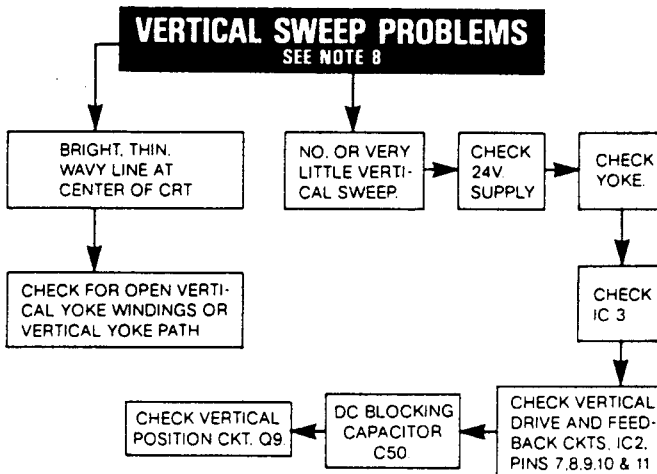 VERTICAL SWEEP PROBLEMS
SEE NOTE 8
BRIGHT, THIN,
WAVY LINE AT
CENTER OF CRT
NO, OR VERY
LITTLE VERTI-
CAL SWEEP.
CHECK
24V.
SUPPLY
CHECK
YOKE.
CHECK FOR OPEN VERTI-
CAL YOKE WINDINGS OR
VERTICAL YOKE PATH
CHECK
IC 3
CHECK VERTICAL
DRIVE AND FEED-
BACK CKTS, IC2,
PINS 7,8,9,10 & 11
DC BLOCKING
CAPACITOR
C50.
CHECK VERTICAL
POSITION CKT. Q9.